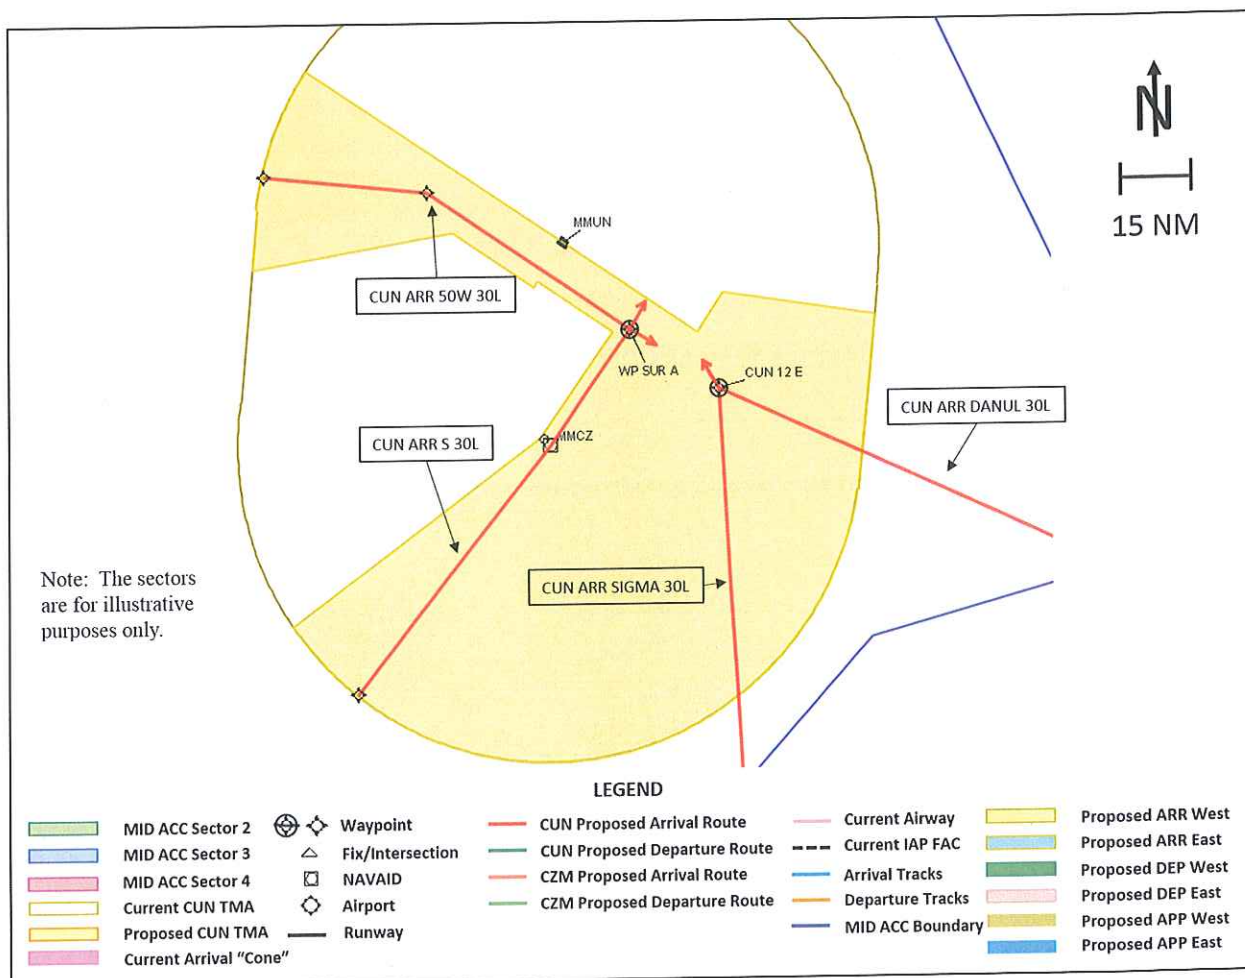 N
15 NM
MMUN
CUN ARR 50W 30L
WP SUR A
CUN 12 E
CUN ARR DANUL 30L
CUN ARR S 30L
MMCZ
CUN ARR SIGMA 30L
Note: The sectors
are for illustrative
purposes only.
LEGEND
MID ACC Sector 2
MID ACC Sector 3
MID ACC Sector 4
Current CUN TMA
Proposed CUN TMA
Current Arrival "Cone"
Waypoint
Fix/Intersection
NAVAID
Airport
Runway
CUN Proposed Arrival Route
CUN Proposed Departure Route
CZM Proposed Arrival Route
CZM Proposed Departure Route
Current Airway
Current IAP FAC
Arrival Tracks
Departure Tracks
MID ACC Boundary
Proposed ARR West
Proposed ARR East
Proposed DEP West
Proposed DEP East
Proposed APP West
Proposed APP East